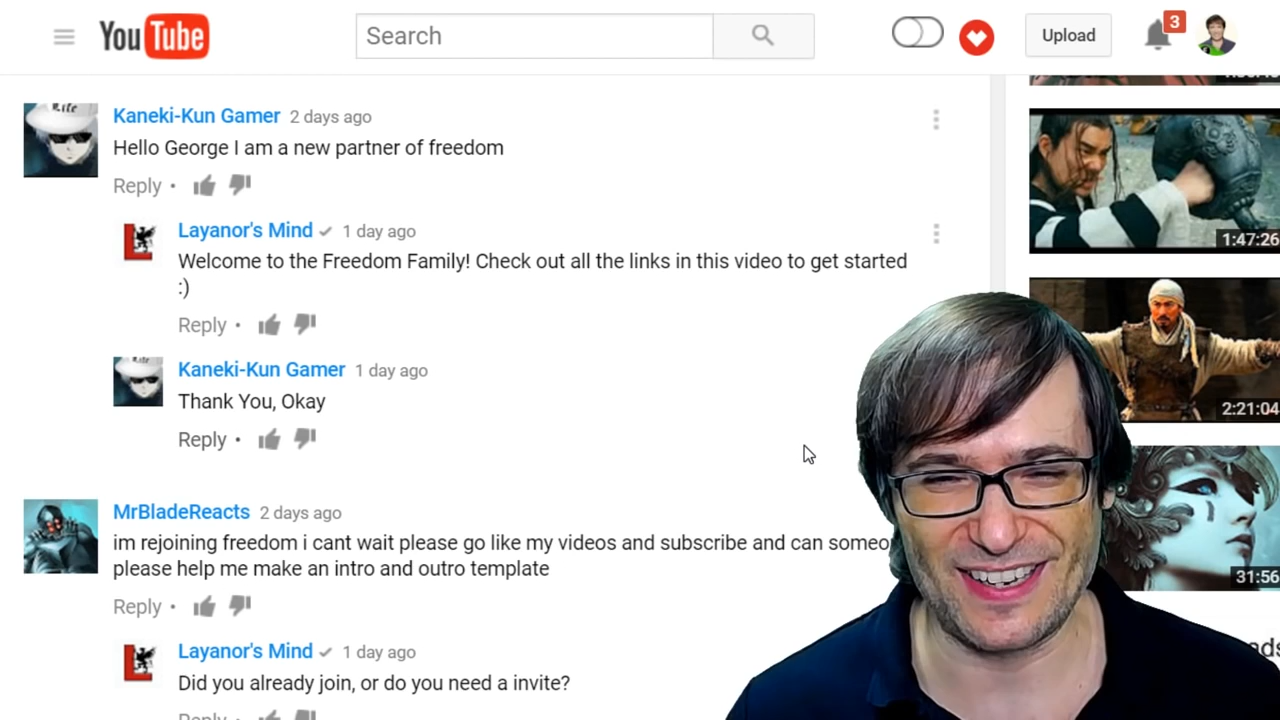 YouTube
Search
Upload
3
Kaneki-Kun Gamer 2 days ago
Hello George I am a new partner of freedom
Reply •
1:47:26
Layanor's Mind 1 day ago
Welcome to the Freedom Family! Check out all the links in this video to get started
:)
Reply •
2:21:04
Kaneki-Kun Gamer 1 day ago
Thank You, Okay
Reply •
MrBladeReacts 2 days ago
im rejoining freedom i cant wait please go like my videos and subscribe and can
please help me make an intro and outro template
31:56
Reply •
Layanor's Mind 1 day ago
Did you already join, or do you need a invite?